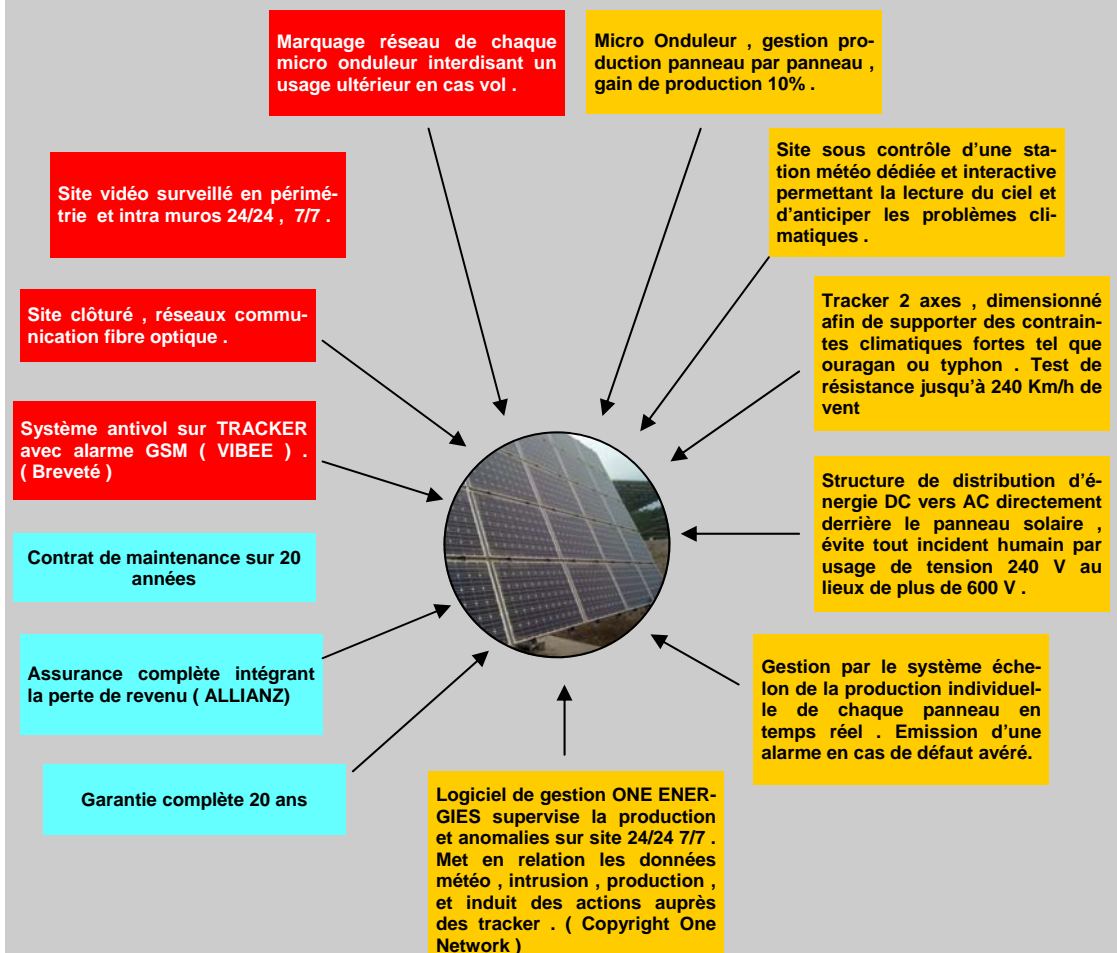 Marquage réseau de chaque
micro onduleur interdisant un
usage ultérieur en cas vol .
Micro Onduleur , gestion pro-
duction panneau par panneau ,
gain de production 10% .
Site vidéo surveillé en périmé-
trie et intra muros 24/24 , 7/7 .
Site sous contrôle d’une sta-
tion météo dédiée et interactive
permettant la lecture du ciel et
d’anticiper les problèmes cli-
matiques .
Site clôturé , réseaux commu-
nication fibre optique .
Tracker 2 axes , dimensionné
afin de supporter des contrain-
tes climatiques fortes tel que
ouragan ou typhon . Test de
résistance jusqu’à 240 Km/h de
vent
Système antivol sur TRACKER
avec alarme GSM ( VIBEE ) .
( Breveté )
Structure de distribution d’é-
nergie DC vers AC directement
derrière le panneau solaire ,
évite tout incident humain par
usage de tension 240 V au
lieux de plus de 600 V .
Contrat de maintenance sur 20
années
Assurance complète intégrant
la perte de revenu ( ALLIANZ)
Gestion par le système éche-
lon de la production individuel-
le de chaque panneau en
temps réel . Emission d’une
alarme en cas de défaut avéré.
Garantie complète 20 ans
Logiciel de gestion ONE ENER-
GIES supervise la production
et anomalies sur site 24/24 7/7 .
Met en relation les données
météo , intrusion , production ,
et induit des actions auprès
des tracker . ( Copyright One
Network )